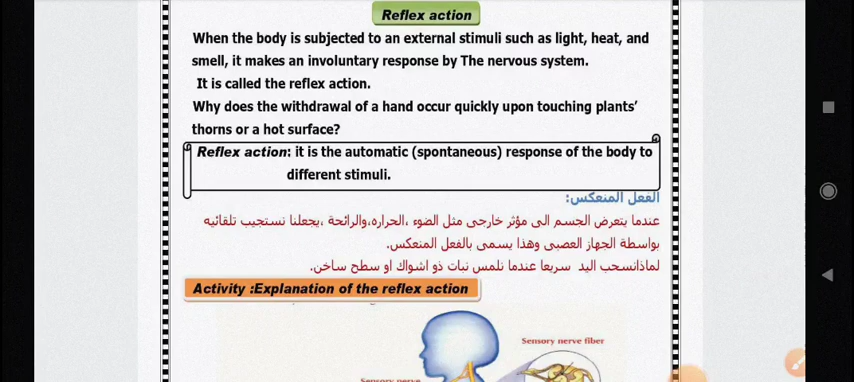 Reflex action
When the body is subjected to an external stimuli such as light, heat, and
smell, it makes an involuntary response by The nervous system.
It is called the reflex action.
Why does the withdrawal of a hand occur quickly upon touching plants’
thorns or a hot surface?
Reflex action: it is the automatic (spontaneous) response of the body to
different stimuli.
الفعل المنعكس:
عندما يتعرض الجسم الى مؤثر خارجى مثل الضوء ،الحراره،والرائحة ،يجعلنا نستجيب تلقائيه
بواسطة الجهاز العصبى وهذا يسمى بالفعل المنعكس.
لماذانسحب اليد سريعا عندما نلمس نبات ذو اشواك او سطح ساخن.
Activity :Explanation of the reflex action
Sensory nerve fiber
Sensory nerve